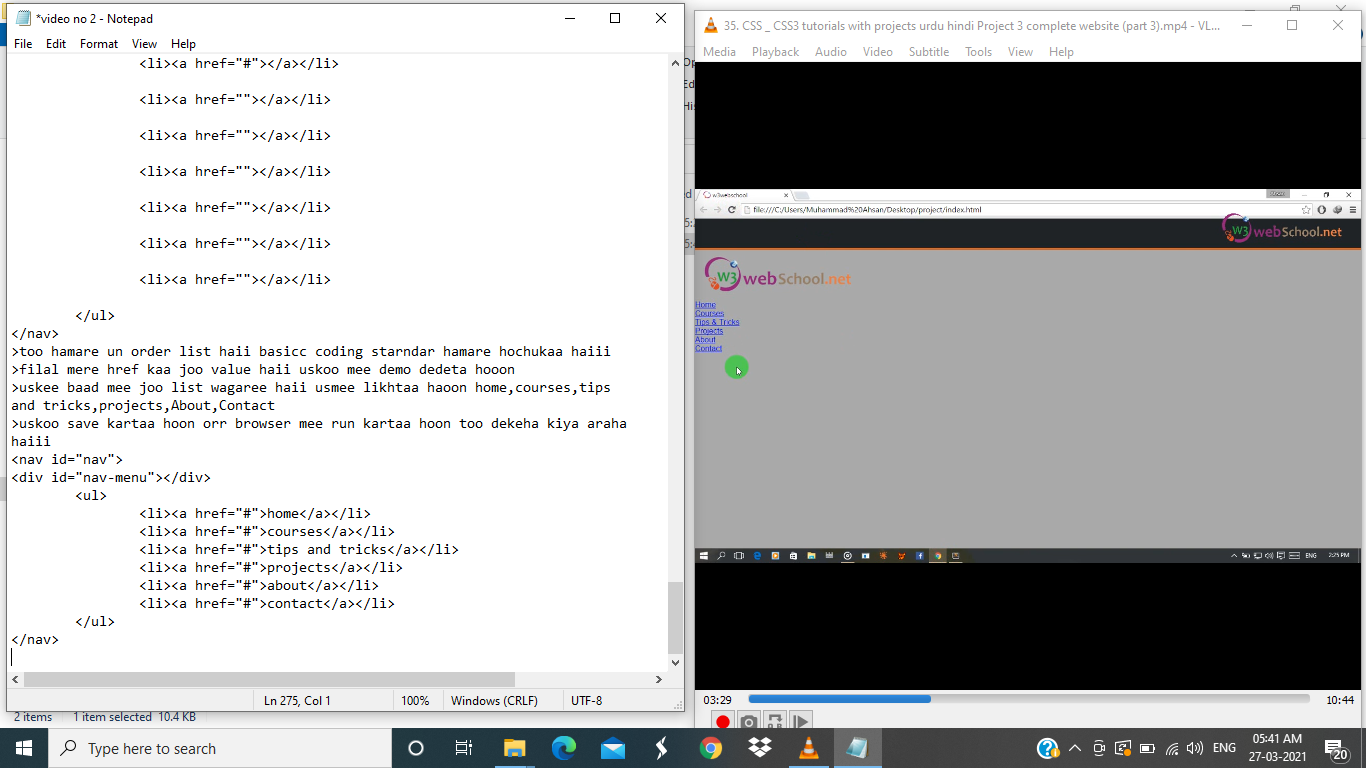 *video no 2 - Notepad
File Edit Format View Help
<li><a href="#"></a></li>
<li><a href=""></a></li>
<li><a href=""></a></li>
<li><a href=""></a></li>
<li><a href=""></a></li>
<li><a href=""></a></li>
<li><a href=""></a></li>
</ul>
</nav>
>too hamare un order list haii basicc coding starndar hamare hochukaa haiii
>filal mere href kaa joo value haii uskoo mee demo dedeta hooon
>uskee baad mee joo list wagaree haii usmee likhtaa haoon home,courses,tips
and tricks,projects,About,Contact
>uskoo save kartaa hoon orr browser mee run kartaa hoon too dekeha kiya araha
haiii
<nav id="nav">
<div id="nav-menu"></div>
<ul>
<li><a href="#">home</a></li>
<li><a href="#">courses</a></li>
<li><a href="#">tips and tricks</a></li>
<li><a href="#">projects</a></li>
<li><a href="#">about</a></li>
<li><a href="#">contact</a></li>
</ul>
</nav>
Ln 275, Col 1 100% Windows (CRLF) UTF-8
2 items 1 item selected 10.4 KB
35. CSS _ CSS3 tutorials with projects urdu hindi Project 3 complete website (part 3).mp4 - VL...
Media Playback Audio Video Subtitle Tools View Help
w3webschool
file:///C:/Users/Muhammad%20Ahsan/Desktop/project/index.html
W3 webSchool.net
W3 webSchool.net
Home
Courses
Tips & Tricks
Projects
About
Contact
ENG 2:25 PM
03:29 10:44
Type here to search
ENG
05:41 AM
27-03-2021
20